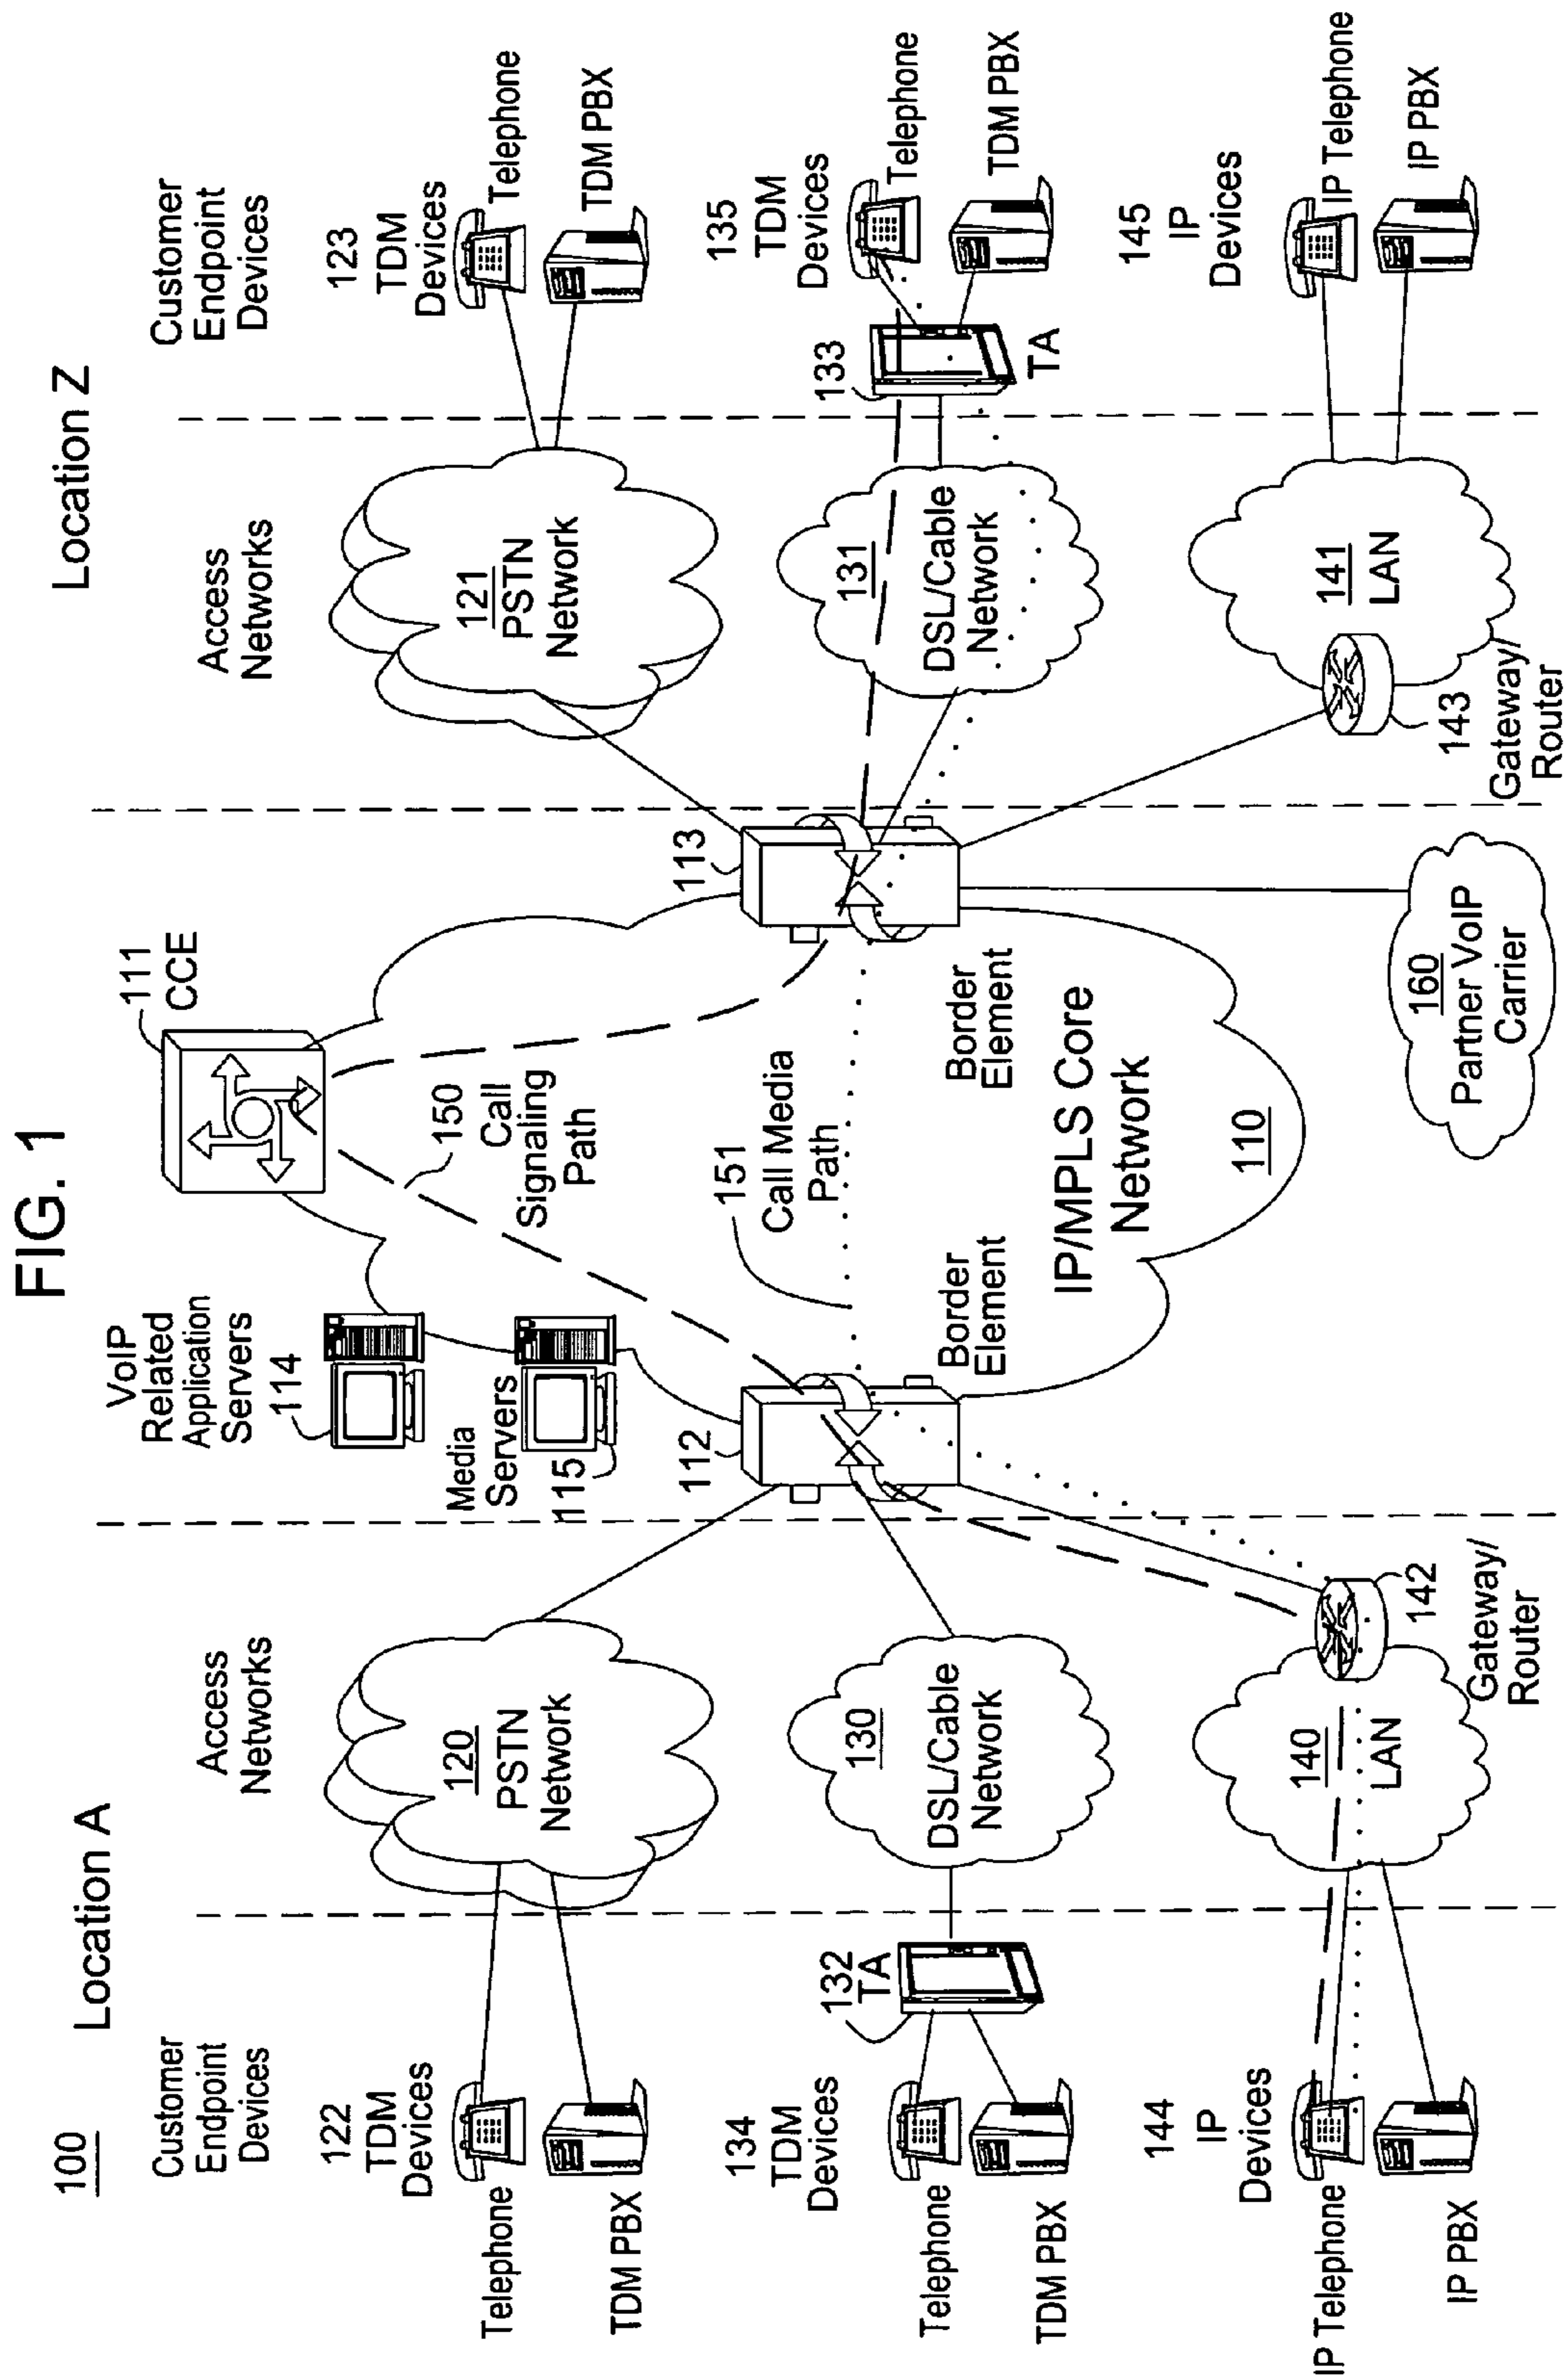 FIG. 1
100
Location A
Location Z
Customer
Endpoint
Devices
Access
Networks
VoIP
Related
Application
Servers
114
111
CCE
Access
Networks
Customer
Endpoint
Devices
122
TDM
Devices
Telephone
TDM PBX
120
PSTN
Network
Media
Servers
115
150
Call
Signaling
Path
121
PSTN
Network
123
TDM
Devices
Telephone
TDM PBX
134
TDM
Devices
Telephone
TDM PBX
132
TA
130
DSL/Cable
Network
112
Border
Element
151
Call Media
Path
113
Border
Element
131
DSL/Cable
Network
133
TA
135
TDM
Devices
Telephone
TDM PBX
IP/MPLS Core
Network
110
144
IP
Devices
IP Telephone
IP PBX
140
LAN
142
Gateway/
Router
160
Partner VoIP
Carrier
141
LAN
143
Gateway/
Router
145
IP
Devices
IP Telephone
IP PBX